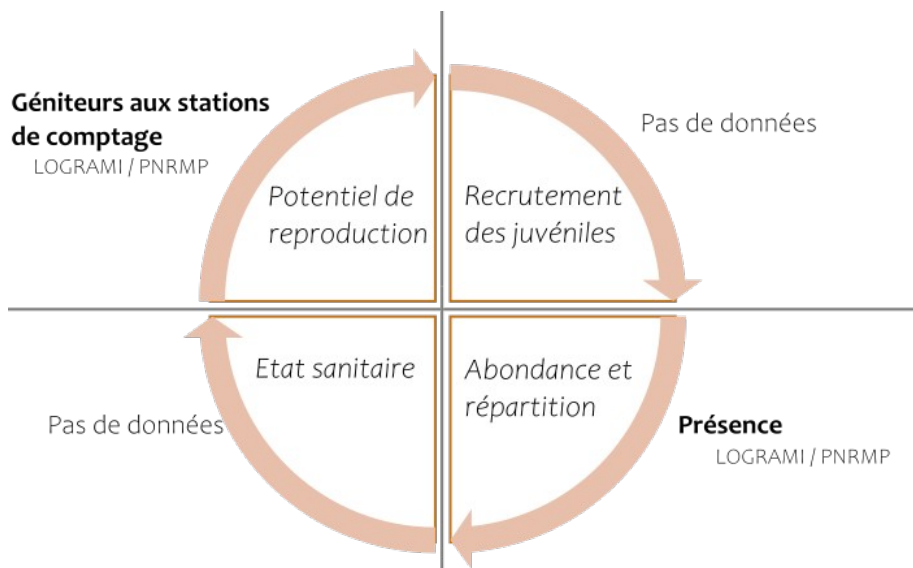 Géniteurs aux stations
de comptage
LOGRAMI / PNRMP
Potentiel de
reproduction
Pas de données
Recrutement
des juvéniles
Etat sanitaire
Pas de données
Abondance et
répartition
Présence
LOGRAMI / PNRMP